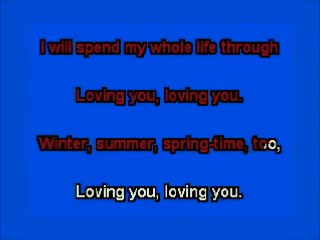 I will spend my whole life through
Loving you, loving you.
Winter, summer, spring-time, too,
Loving you, loving you.